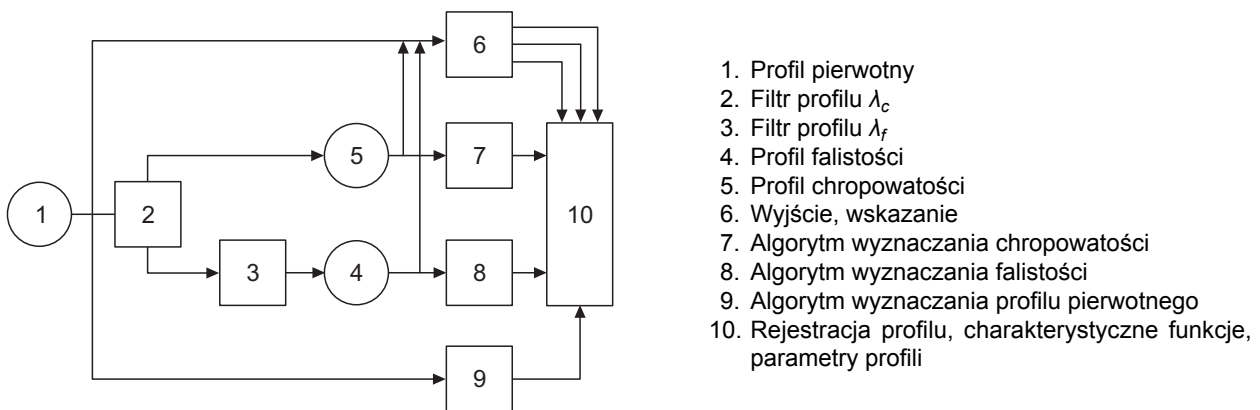 6
5
7
1
2
10
3
4
8
9
1. Profil pierwotny
2. Filtr profilu λc
3. Filtr profilu λf
4. Profil falistości
5. Profil chropowatości
6. Wyjście, wskazanie
7. Algorytm wyznaczania chropowatości
8. Algorytm wyznaczania falistości
9. Algorytm wyznaczania profilu pierwotnego
10. Rejestracja profilu, charakterystyczne funkcje,
parametry profili